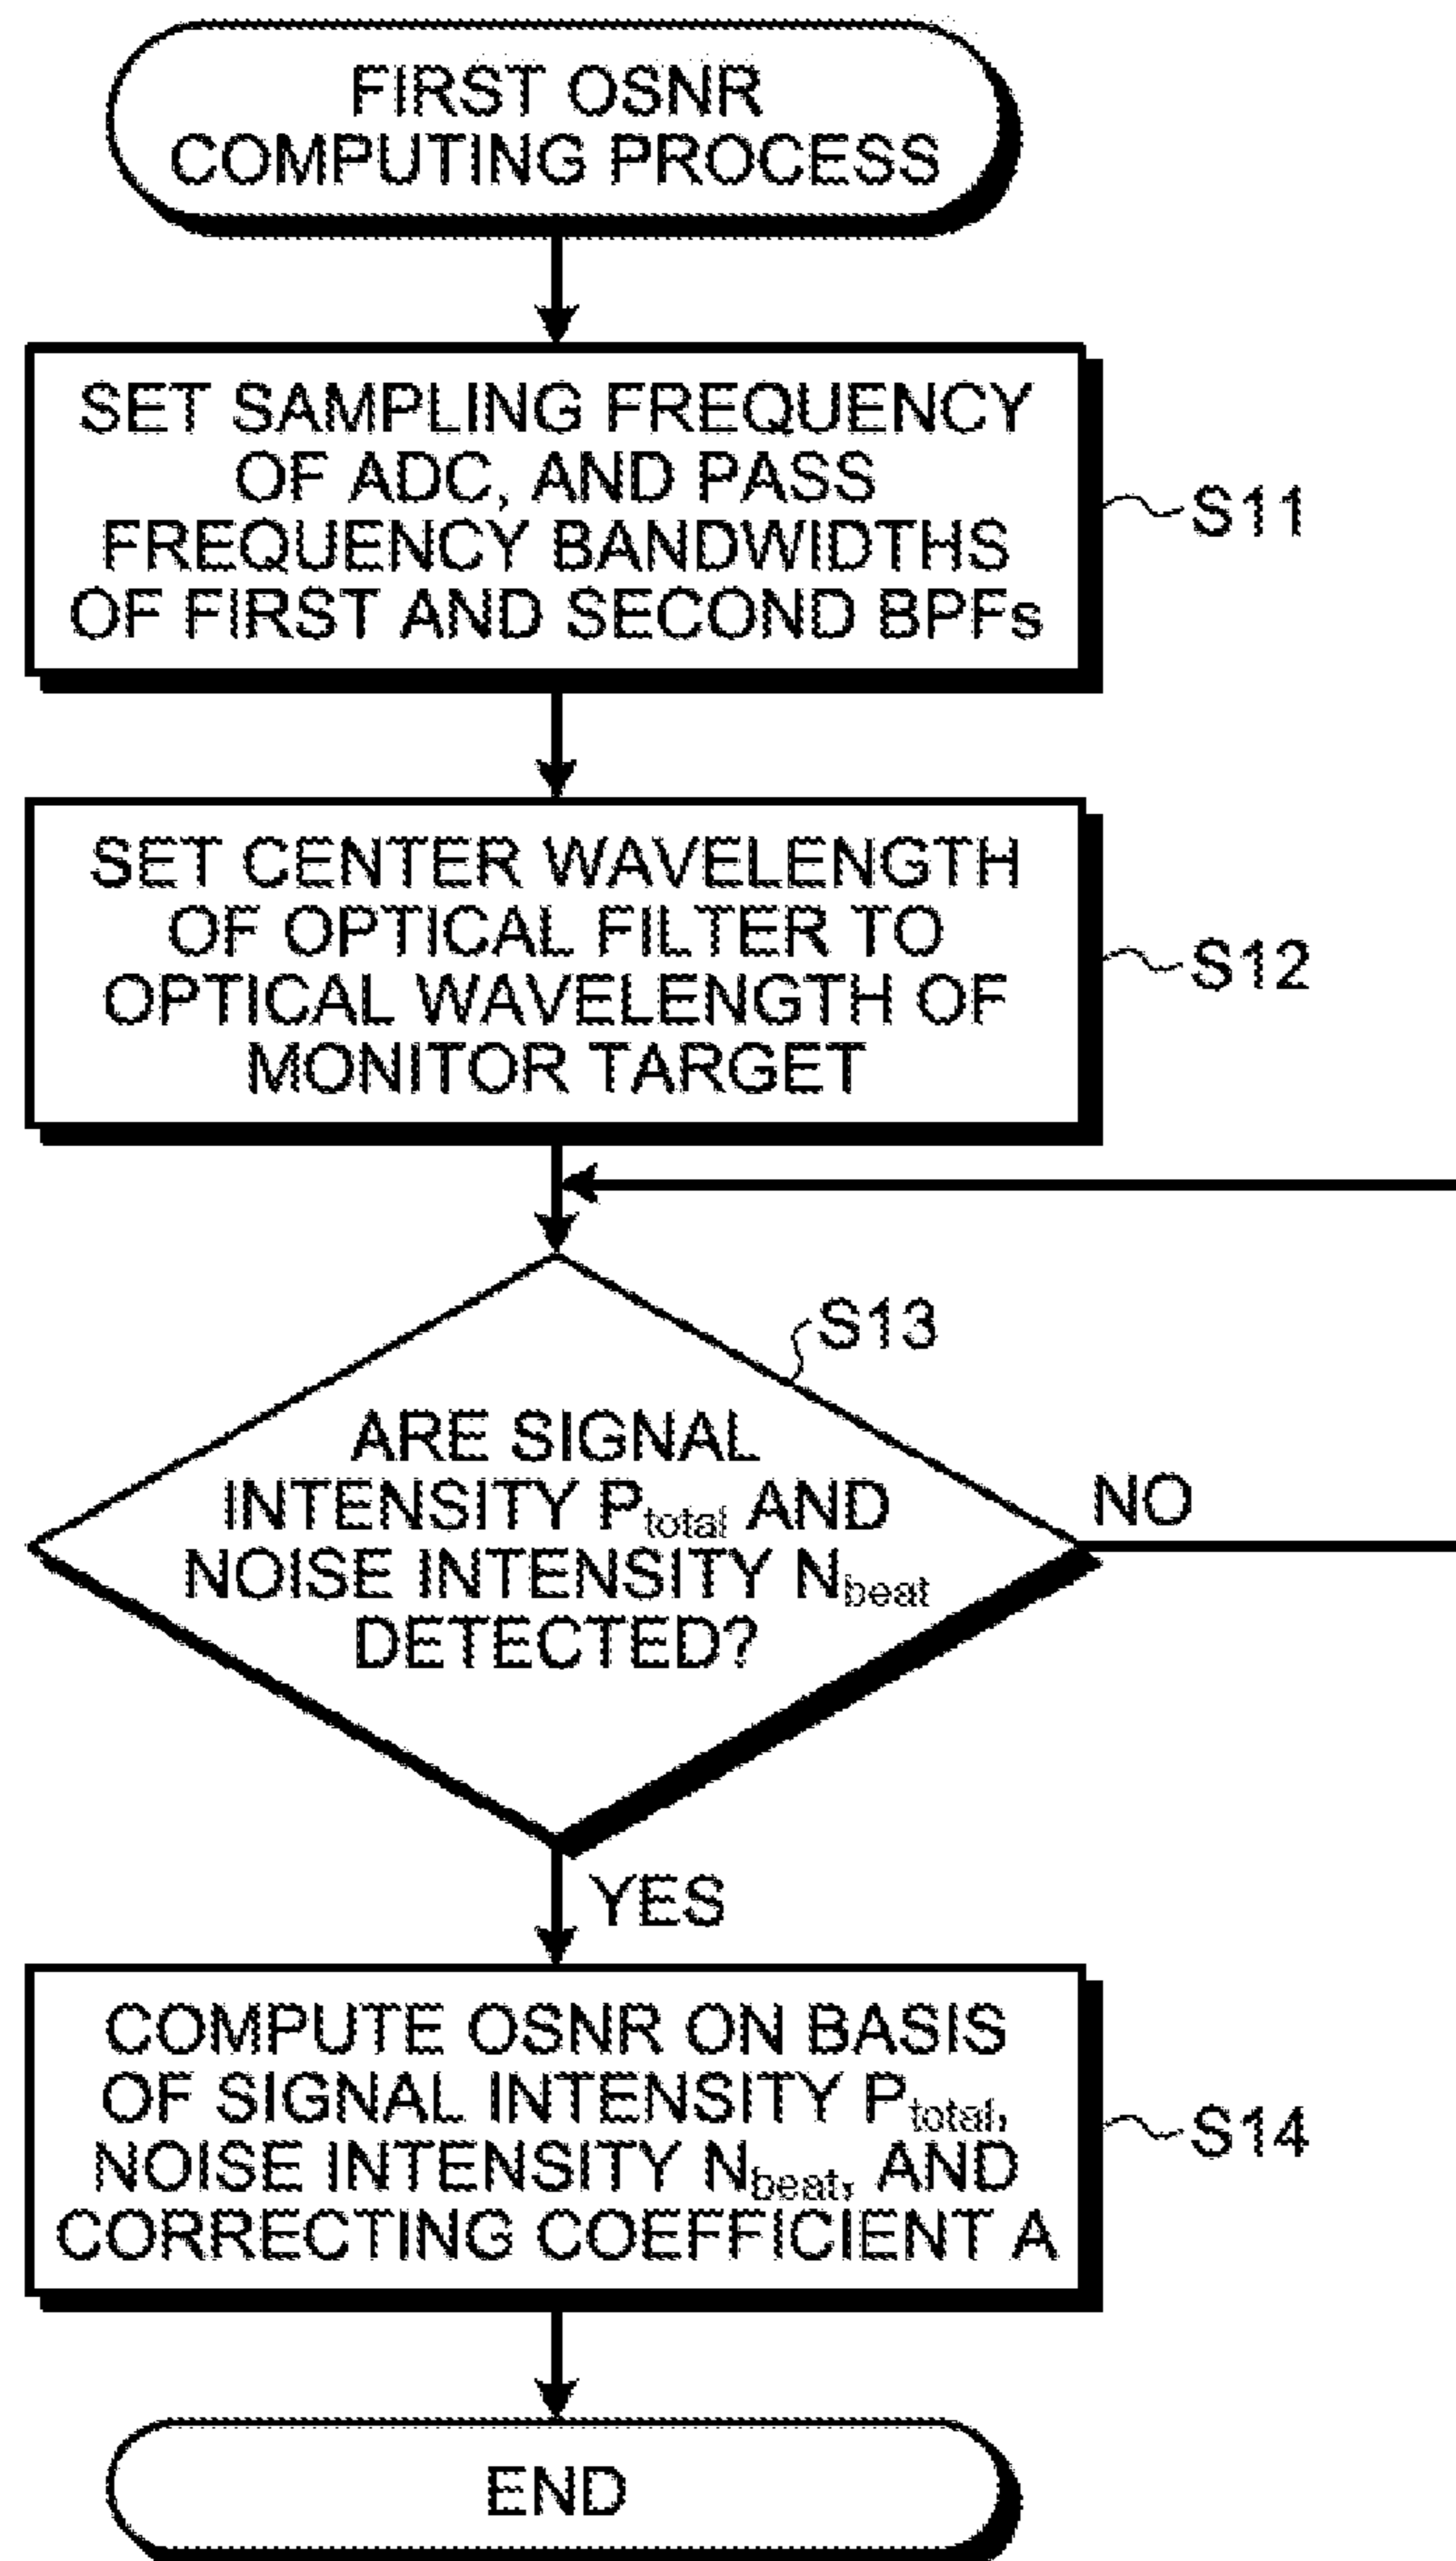 FIRST OSNR
COMPUTING PROCESS
SET SAMPLING FREQUENCY
OF ADC, AND PASS
FREQUENCY BANDWIDTHS
OF FIRST AND SECOND BPFs
S11
SET CENTER WAVELENGTH
OF OPTICAL FILTER TO
OPTICAL WAVELENGTH OF
MONITOR TARGET
S12
S13
ARE SIGNAL
INTENSITY Ptotal AND
NOISE INTENSITY Nbeat
DETECTED?
NO
YES
COMPUTE OSNR ON BASIS
OF SIGNAL INTENSITY Ptotal,
NOISE INTENSITY Nbeat, AND
CORRECTING COEFFICIENT A
S14
END